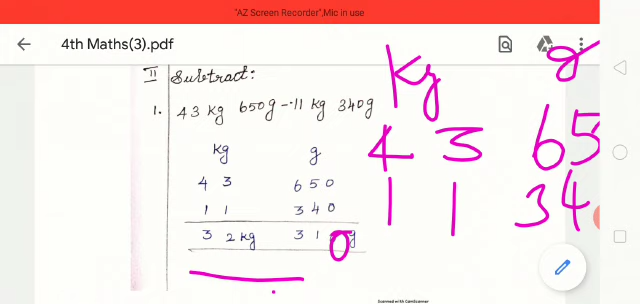 "AZ Screen Recorder",Mic in use
4th Maths(3).pdf
II Subtract:
1. 43 kg 650g - 11 kg 340g
kg g
4 3 6 5 0
1 1 3 4 0
3 2 kg 3 1 0 g
Kg g
4 3 65
1 1 34
Scanned with CamScanner